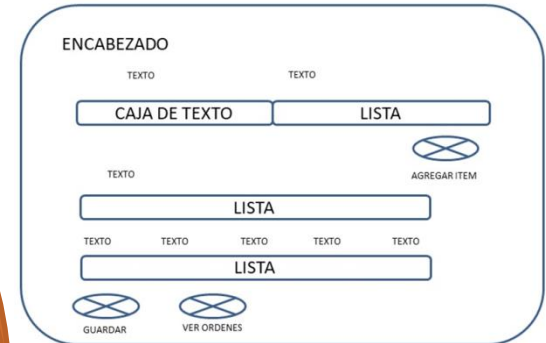 ENCABEZADO
TEXTO TEXTO
CAJA DE TEXTO LISTA
AGREGAR ITEM
TEXTO
LISTA
TEXTO TEXTO TEXTO TEXTO TEXTO
LISTA
GUARDAR VER ORDENES